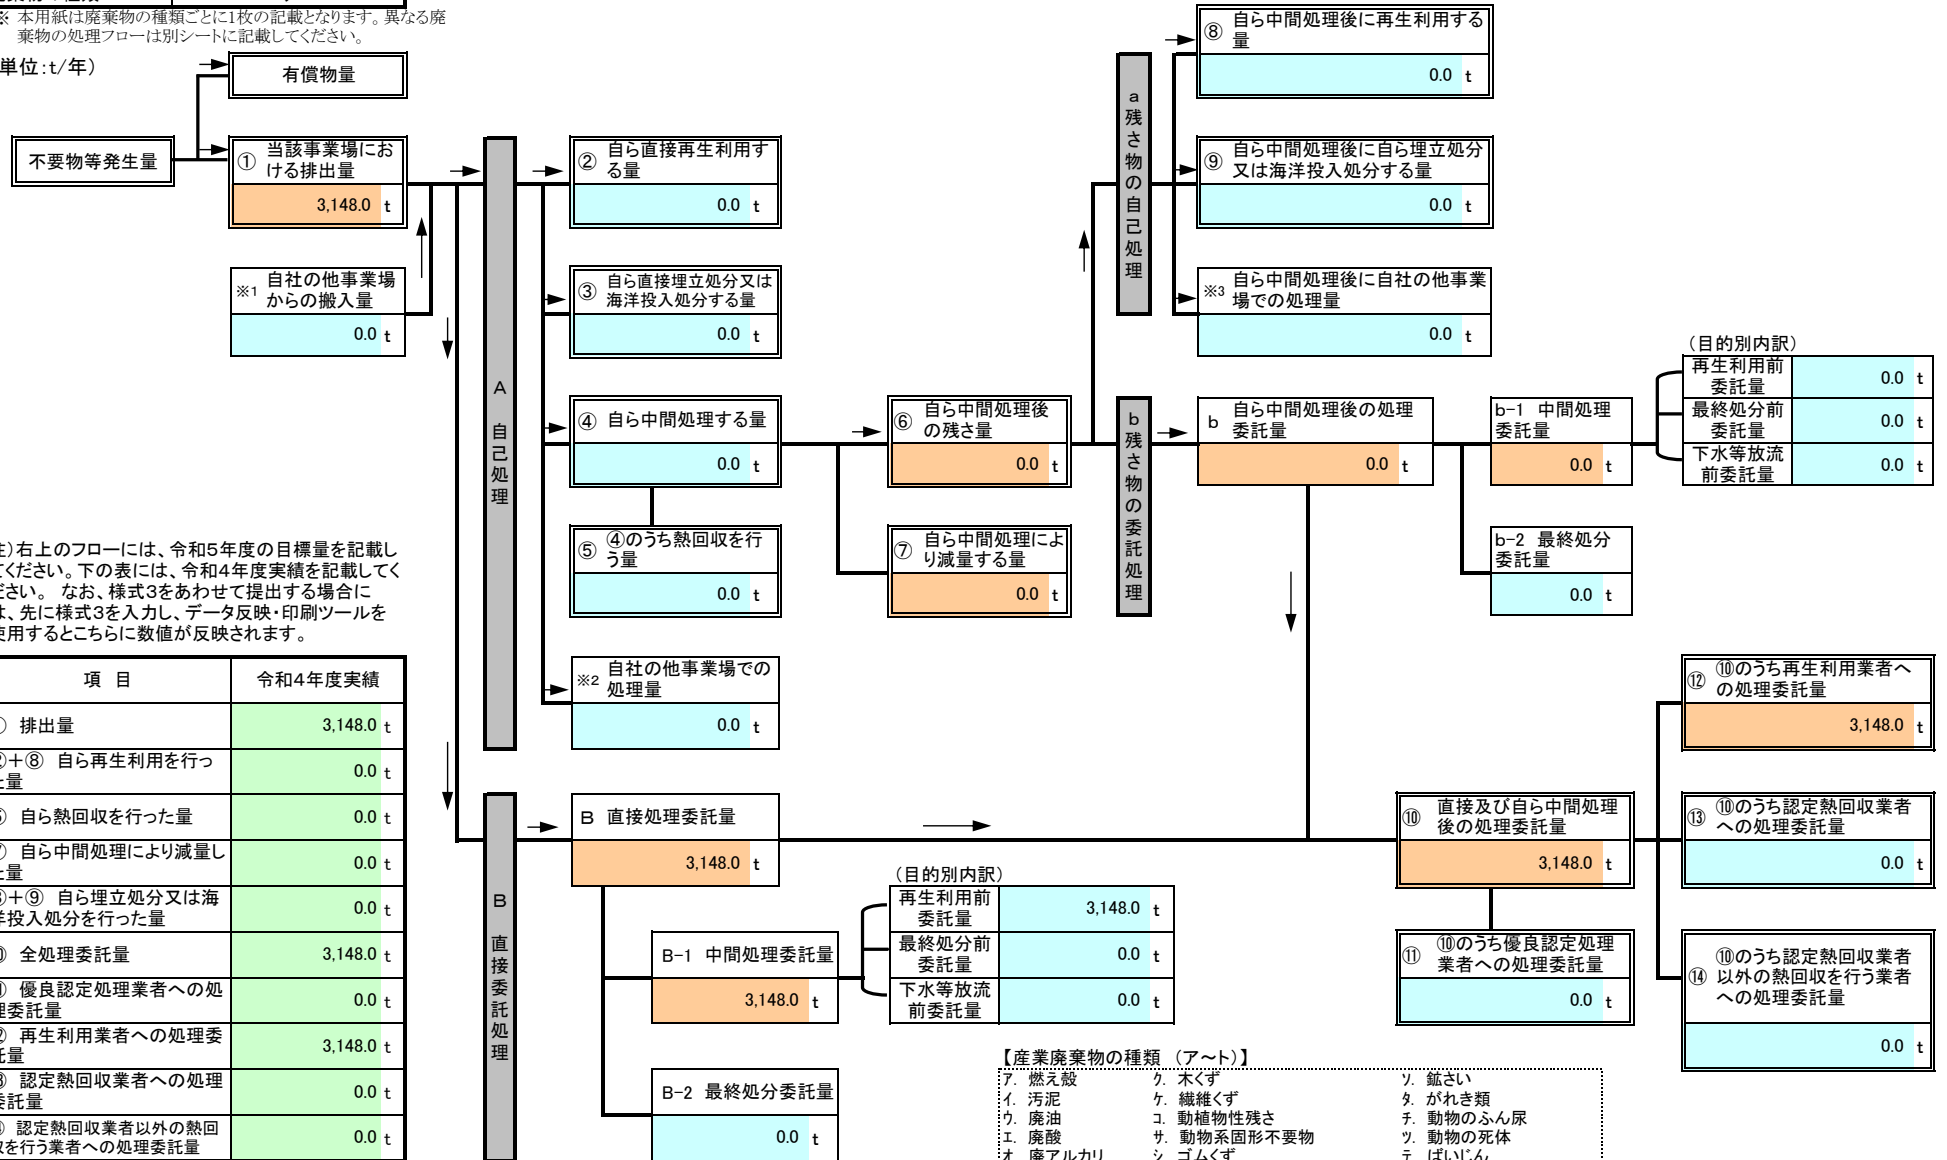 ※ 本用紙は廃棄物の種類ごとに1枚の記載となります。異なる廃
棄物の処理フローは別シートに記載してください。
単位:t/年)
有償物量
不要物等発生量
① 当該事業場にお
ける排出量
3,148.0 t
※1 自社の他事業場
からの搬入量
0.0 t
A 自己処理
② 自ら直接再生利用す
る量
0.0 t
③ 自ら直接埋立処分又は
海洋投入処分する量
0.0 t
④ 自ら中間処理する量
0.0 t
⑤ ④のうち熱回収を行
う量
0.0 t
※2 自社の他事業場での
処理量
0.0 t
⑥ 自ら中間処理後
の残さ量
0.0 t
⑦ 自ら中間処理によ
り減量する量
0.0 t
a 残さ物の自己処理
⑧ 自ら中間処理後に再生利用する
量
0.0 t
⑨ 自ら中間処理後に自ら埋立処分
又は海洋投入処分する量
0.0 t
※3 自ら中間処理後に自社の他事業
場での処理量
0.0 t
b 残さ物の委託処理
b 自ら中間処理後の処理
委託量
0.0 t
b-1 中間処理
委託量
0.0 t
b-2 最終処分
委託量
0.0 t
(目的別内訳)
再生利用前
委託量
0.0 t
最終処分前
委託量
0.0 t
下水等放流
前委託量
0.0 t
注)右上のフローには、令和5年度の目標量を記載し
てください。下の表には、令和4年度実績を記載してく
ださい。 なお、様式3をあわせて提出する場合に
は、先に様式3を入力し、データ反映・印刷ツールを
使用するとこちらに数値が反映されます。
項 目 令和4年度実績
排出量 3,148.0 t
②+⑧ 自ら再生利用を行っ
た量
0.0 t
⑤ 自ら熱回収を行った量 0.0 t
⑦ 自ら中間処理により減量し
た量
0.0 t
③+⑨ 自ら埋立処分又は海
洋投入処分を行った量
0.0 t
⑩ 全処理委託量 3,148.0 t
⑪ 優良認定処理業者への処
理委託量
0.0 t
⑫ 再生利用業者への処理委
託量
3,148.0 t
⑬ 認定熱回収業者への処理
委託量
0.0 t
⑭ 認定熱回収業者以外の熱回
収を行う業者への処理委託量
0.0 t
B 直接委託処理
B 直接処理委託量
3,148.0 t
B-1 中間処理委託量
3,148.0 t
B-2 最終処分委託量
0.0 t
(目的別内訳)
再生利用前
委託量
3,148.0 t
最終処分前
委託量
0.0 t
下水等放流
前委託量
0.0 t
⑩ 直接及び自ら中間処理
後の処理委託量
3,148.0 t
⑪ ⑩のうち優良認定処理
業者への処理委託量
0.0 t
⑫ ⑩のうち再生利用業者へ
の処理委託量
3,148.0 t
⑬ ⑩のうち認定熱回収業者
への処理委託量
0.0 t
⑭ ⑩のうち認定熱回収業者
以外の熱回収を行う業者
への処理委託量
0.0 t
【産業廃棄物の種類 (ア~ト)】
ア. 燃え殻 ク. 木くず ソ. 鉱さい
イ. 汚泥 ケ. 繊維くず タ. がれき類
ウ. 廃油 コ. 動植物性残さ チ. 動物のふん尿
エ. 廃酸 サ. 動物系固形不要物 ツ. 動物の死体
オ. 廃アルカリ シ. ゴムくず テ. ばいじん